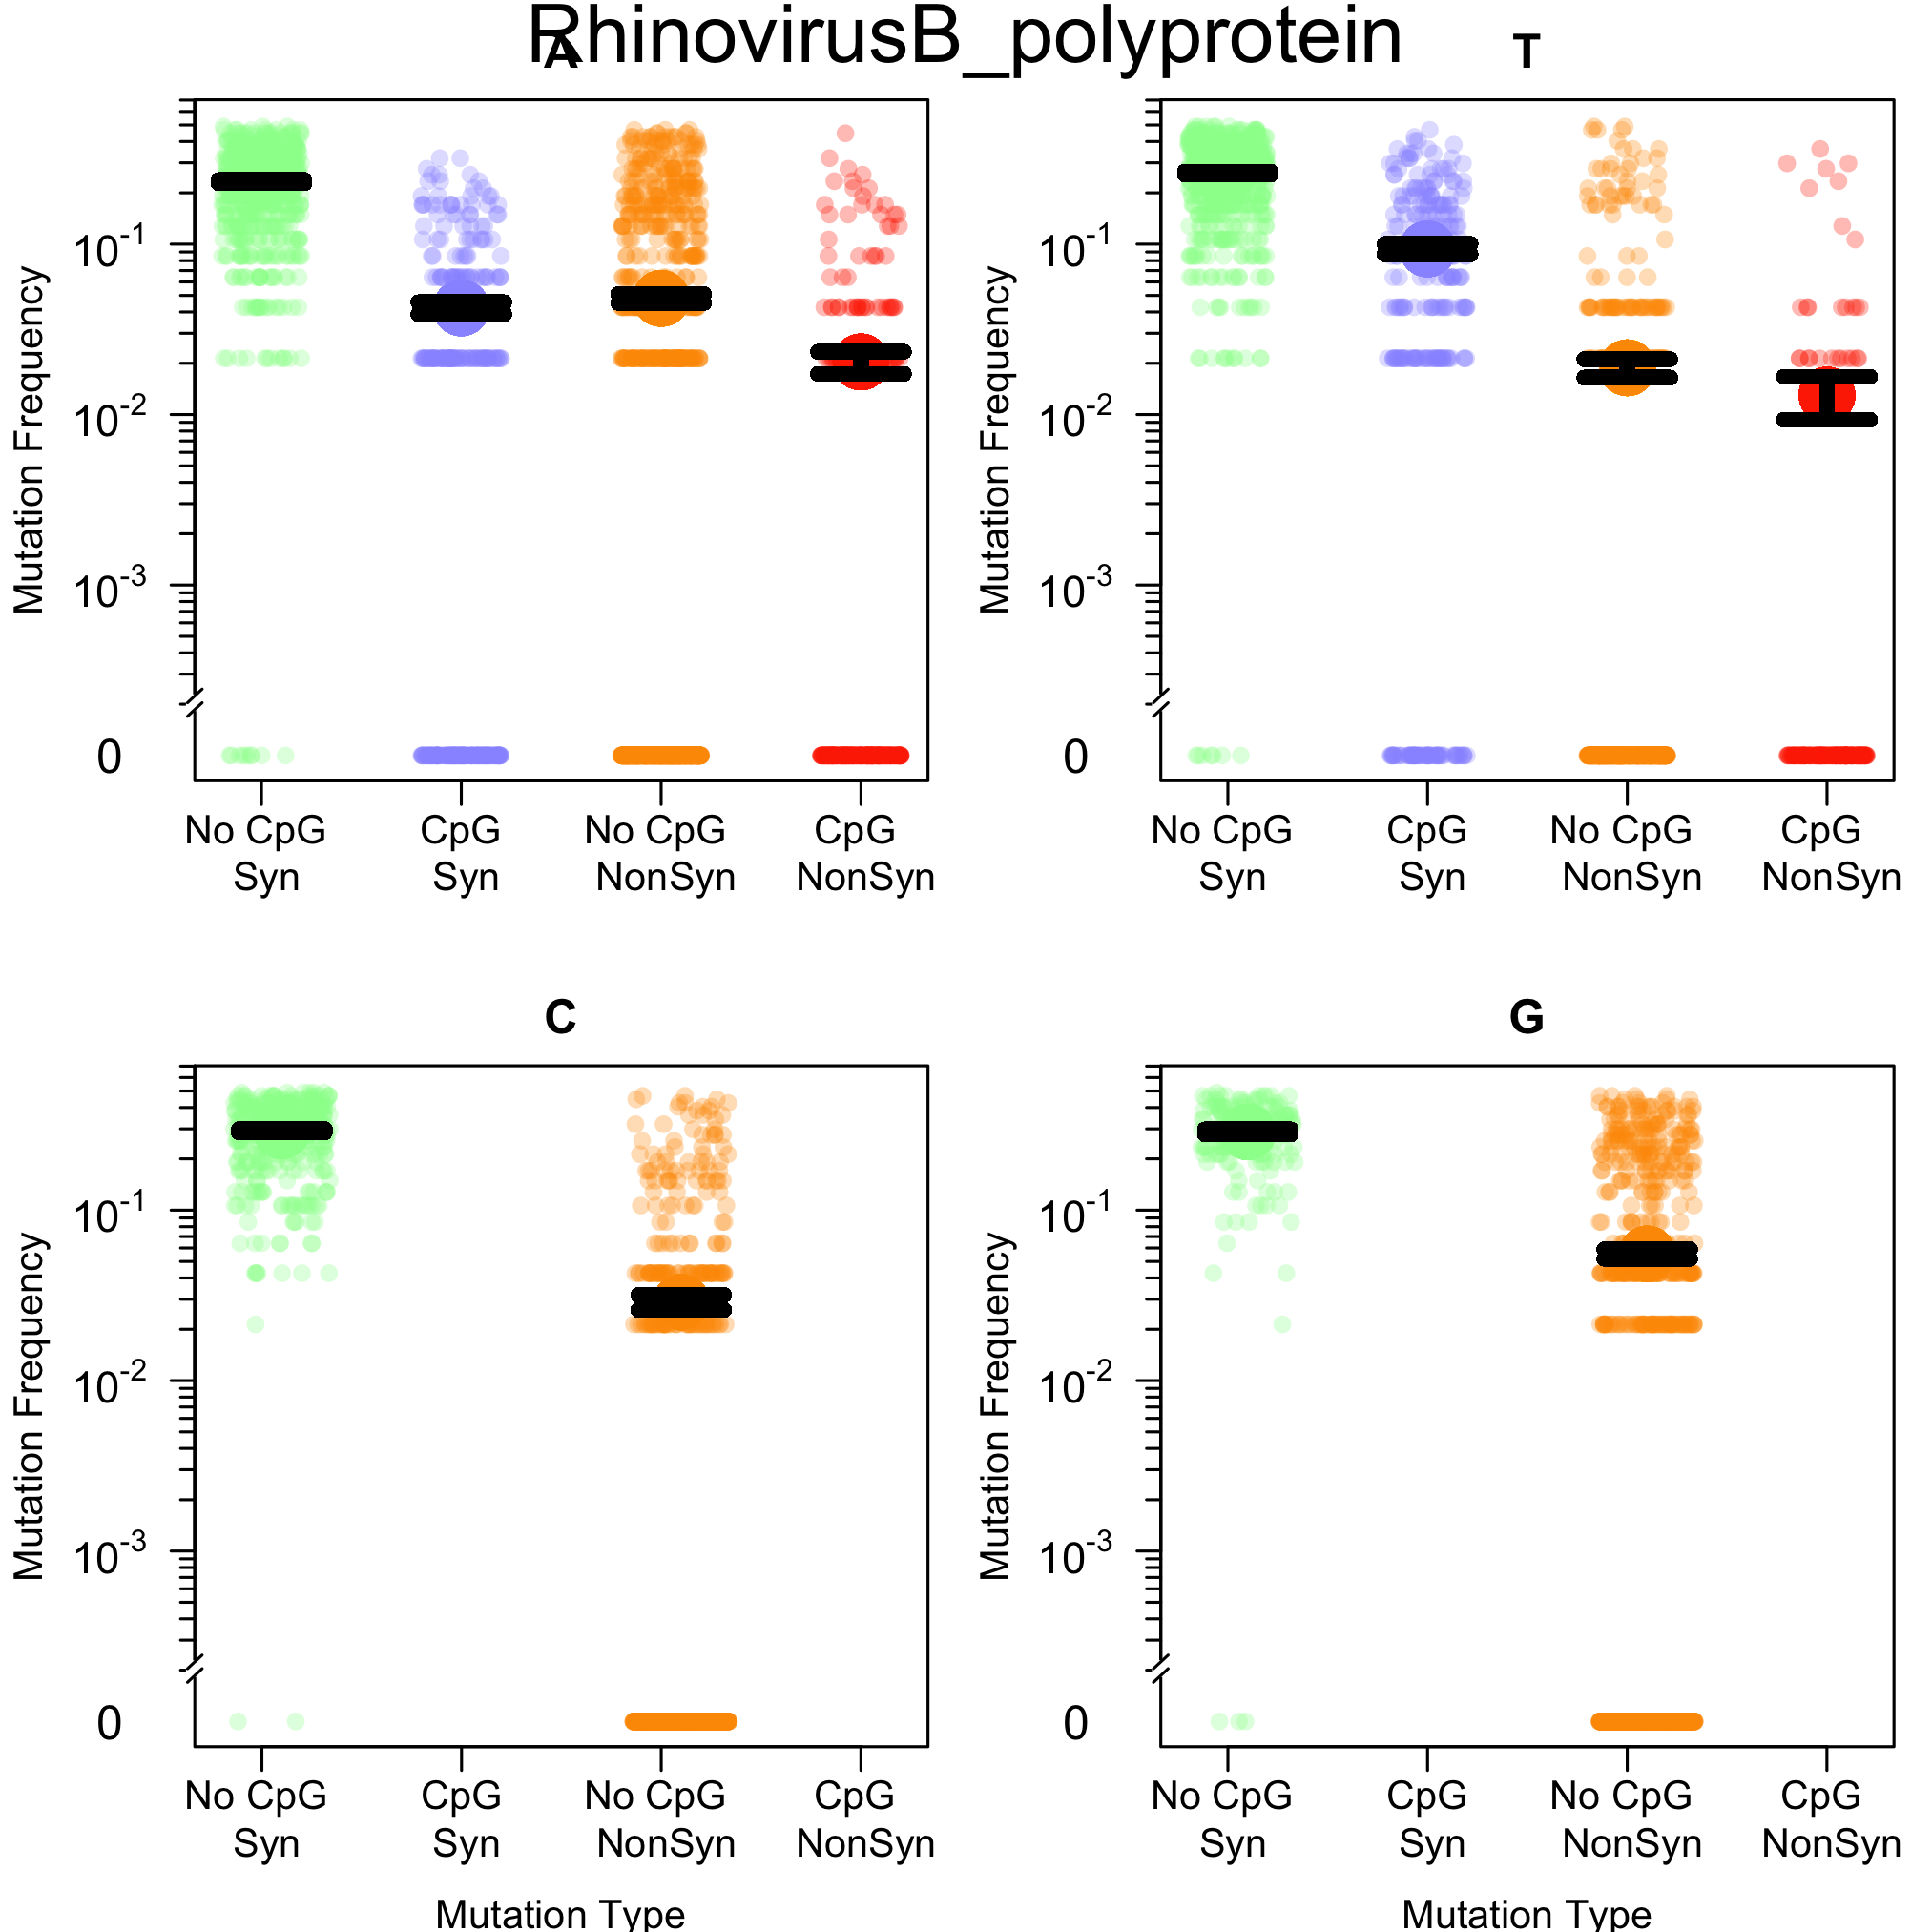 RhinovirusB_polyprotein
A
T
Mutation Frequency
10-1
10-2
10-3
0
No CpG Syn
CpG Syn
No CpG NonSyn
CpG NonSyn
Mutation Frequency
10-1
10-2
10-3
0
No CpG Syn
CpG Syn
No CpG NonSyn
CpG NonSyn
C
Mutation Frequency
10-1
10-2
10-3
0
No CpG Syn
CpG Syn
No CpG NonSyn
CpG NonSyn
Mutation Type
G
Mutation Frequency
10-1
10-2
10-3
0
No CpG Syn
CpG Syn
No CpG NonSyn
CpG NonSyn
Mutation Type